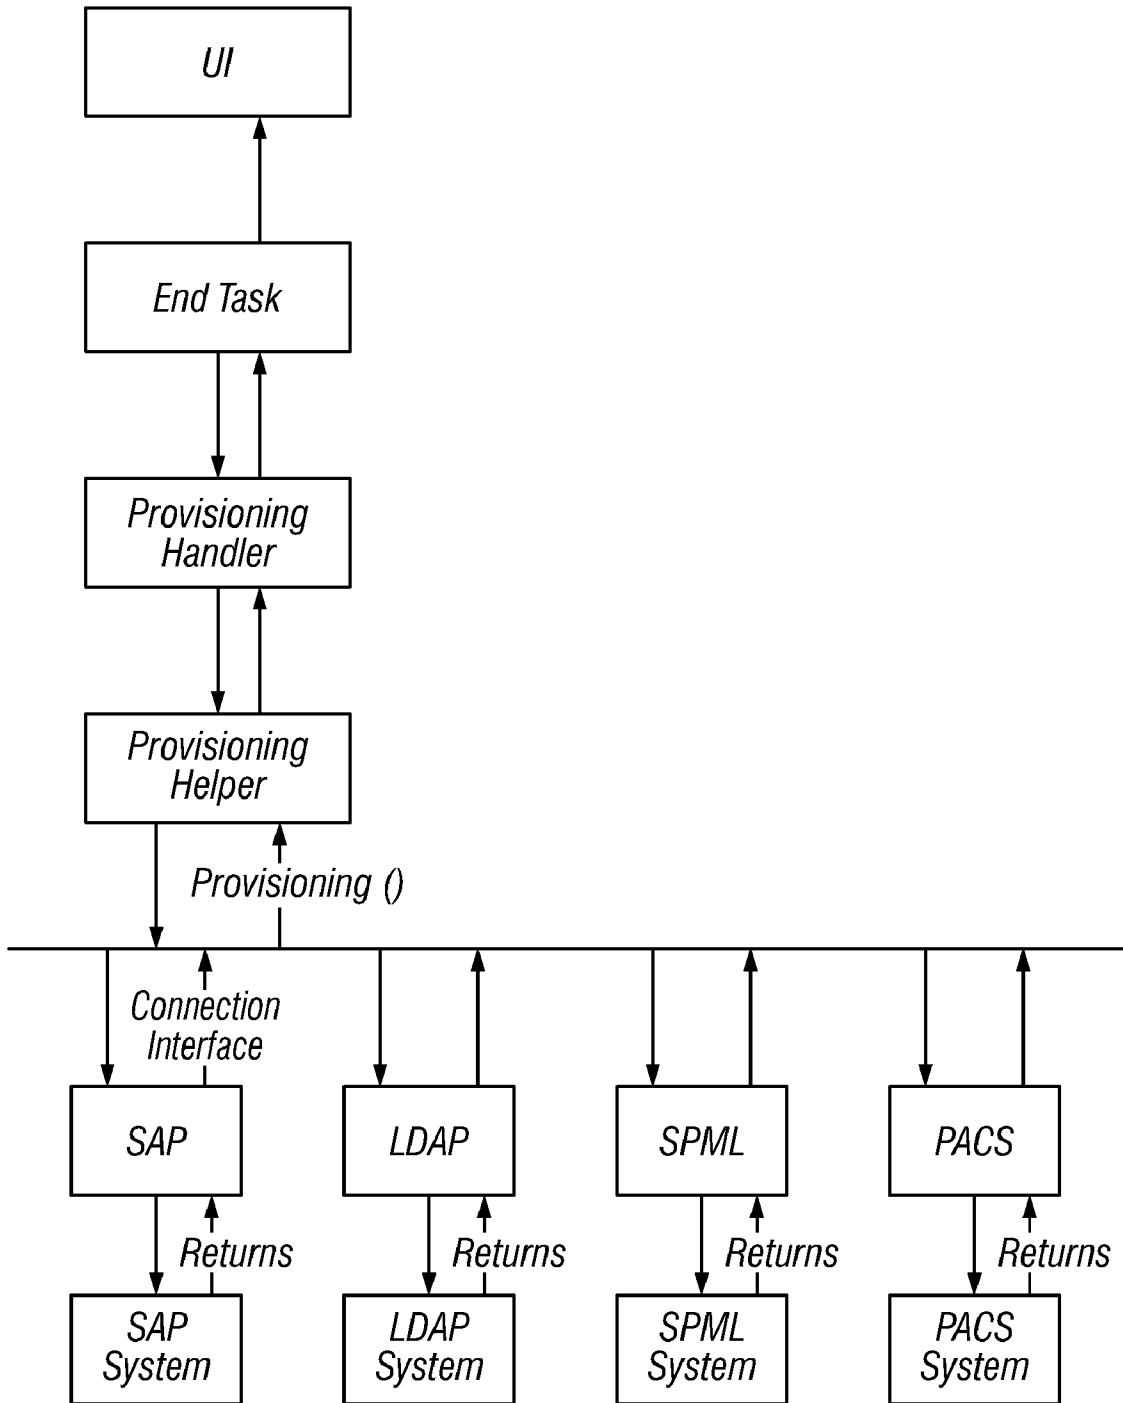 UI
End Task
Provisioning
Handler
Provisioning
Helper
Provisioning ()
Connection
Interface
SAP
LDAP
SPML
PACS
Returns
Returns
Returns
Returns
SAP
System
LDAP
System
SPML
System
PACS
System